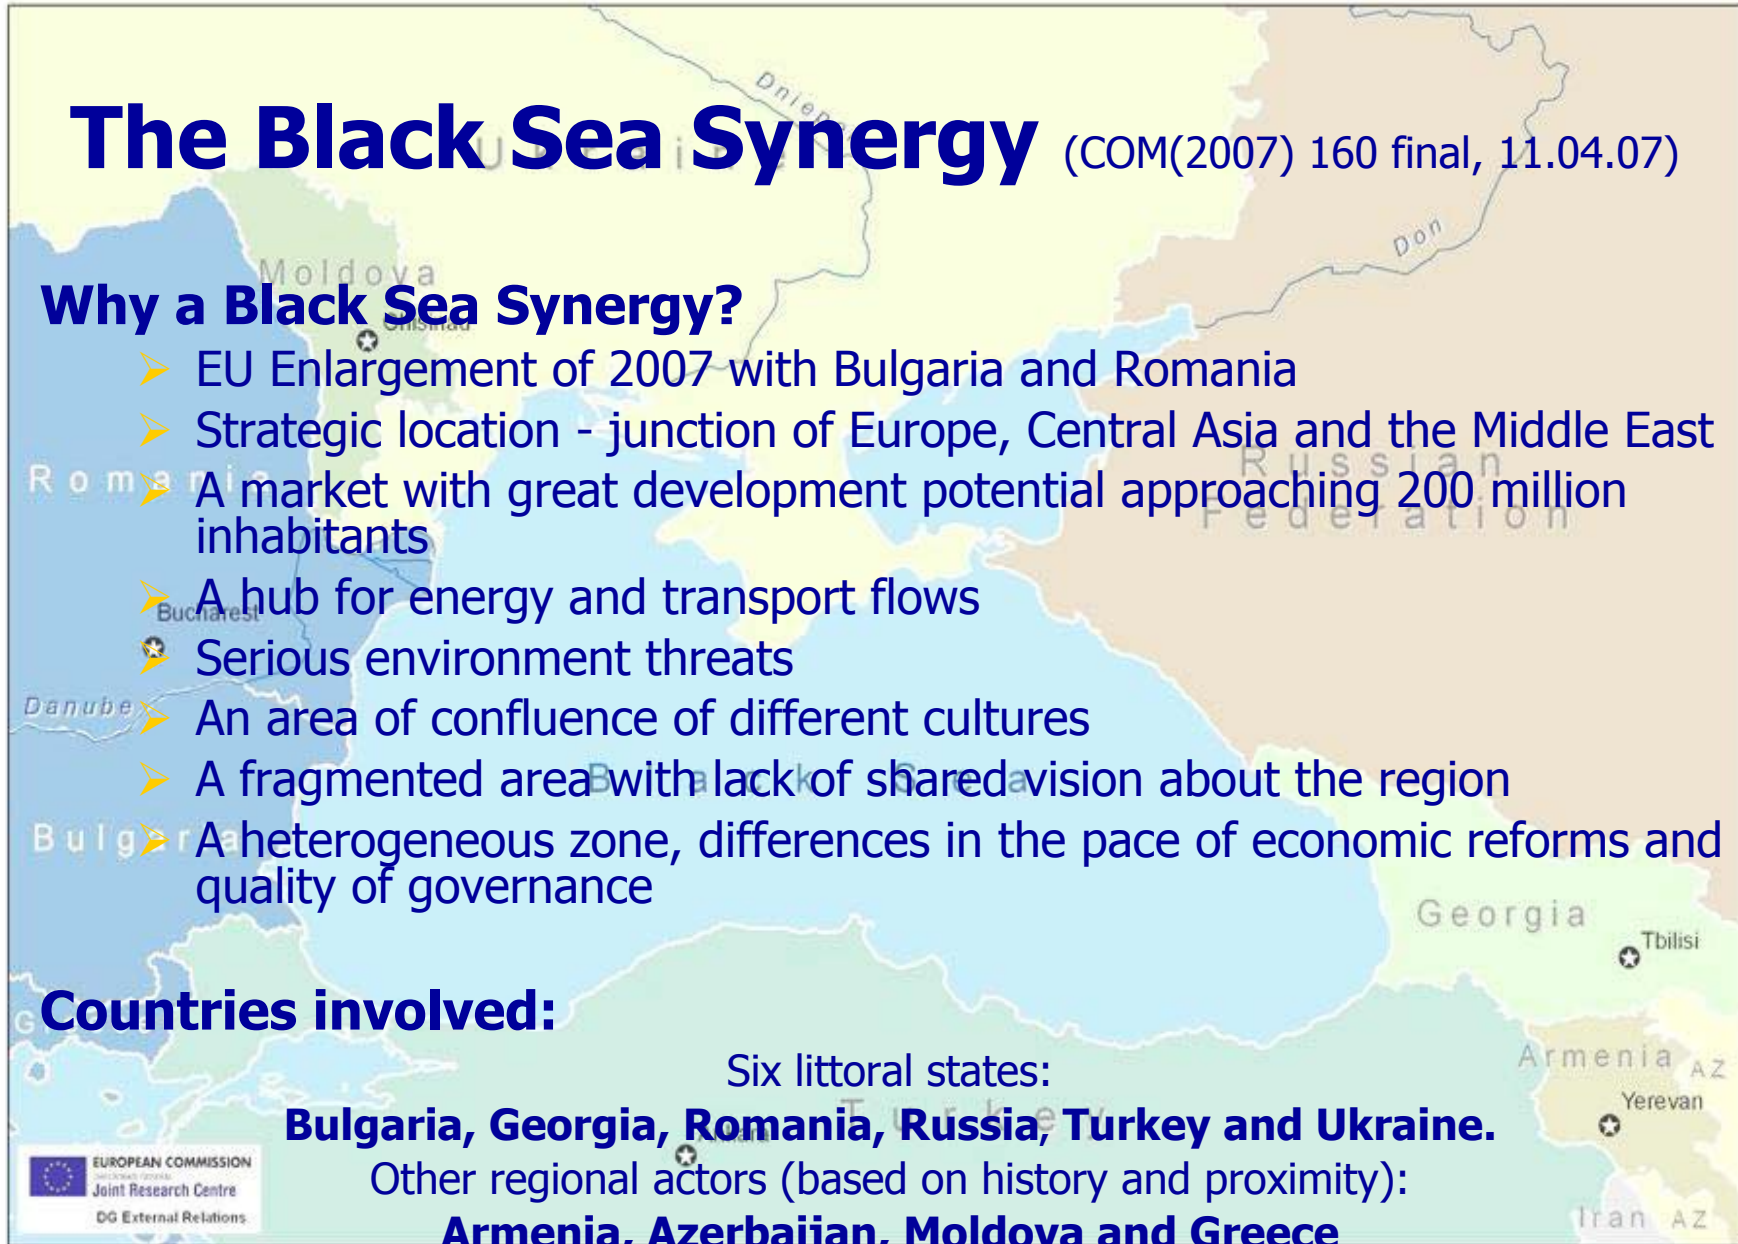 The Black Sea Synergy (COM(2007) 160 final, 11.04.07)
Why a Black Sea Synergy?
EU Enlargement of 2007 with Bulgaria and Romania
Strategic location - junction of Europe, Central Asia and the Middle East
A market with great development potential approaching 200 million
inhabitants
A hub for energy and transport flows
Serious environment threats
An area of confluence of different cultures
A fragmented area with lack of shared vision about the region
A heterogeneous zone, differences in the pace of economic reforms and
quality of governance
Countries involved:
Six littoral states:
Bulgaria, Georgia, Romania, Russia, Turkey and Ukraine.
Other regional actors (based on history and proximity):
Armenia, Azerbaijan, Moldova and Greece
Ukraine
Dnieper
Don
Moldova
Chisinau
Romania
Russian
Federation
Bucharest
Danube
Black Sea
Bulgaria
Georgia
Tbilisi
Armenia
AZ
Yerevan
Turkey
Ankara
Iran
AZ
EUROPEAN COMMISSION
Joint Research Centre
DG External Relations